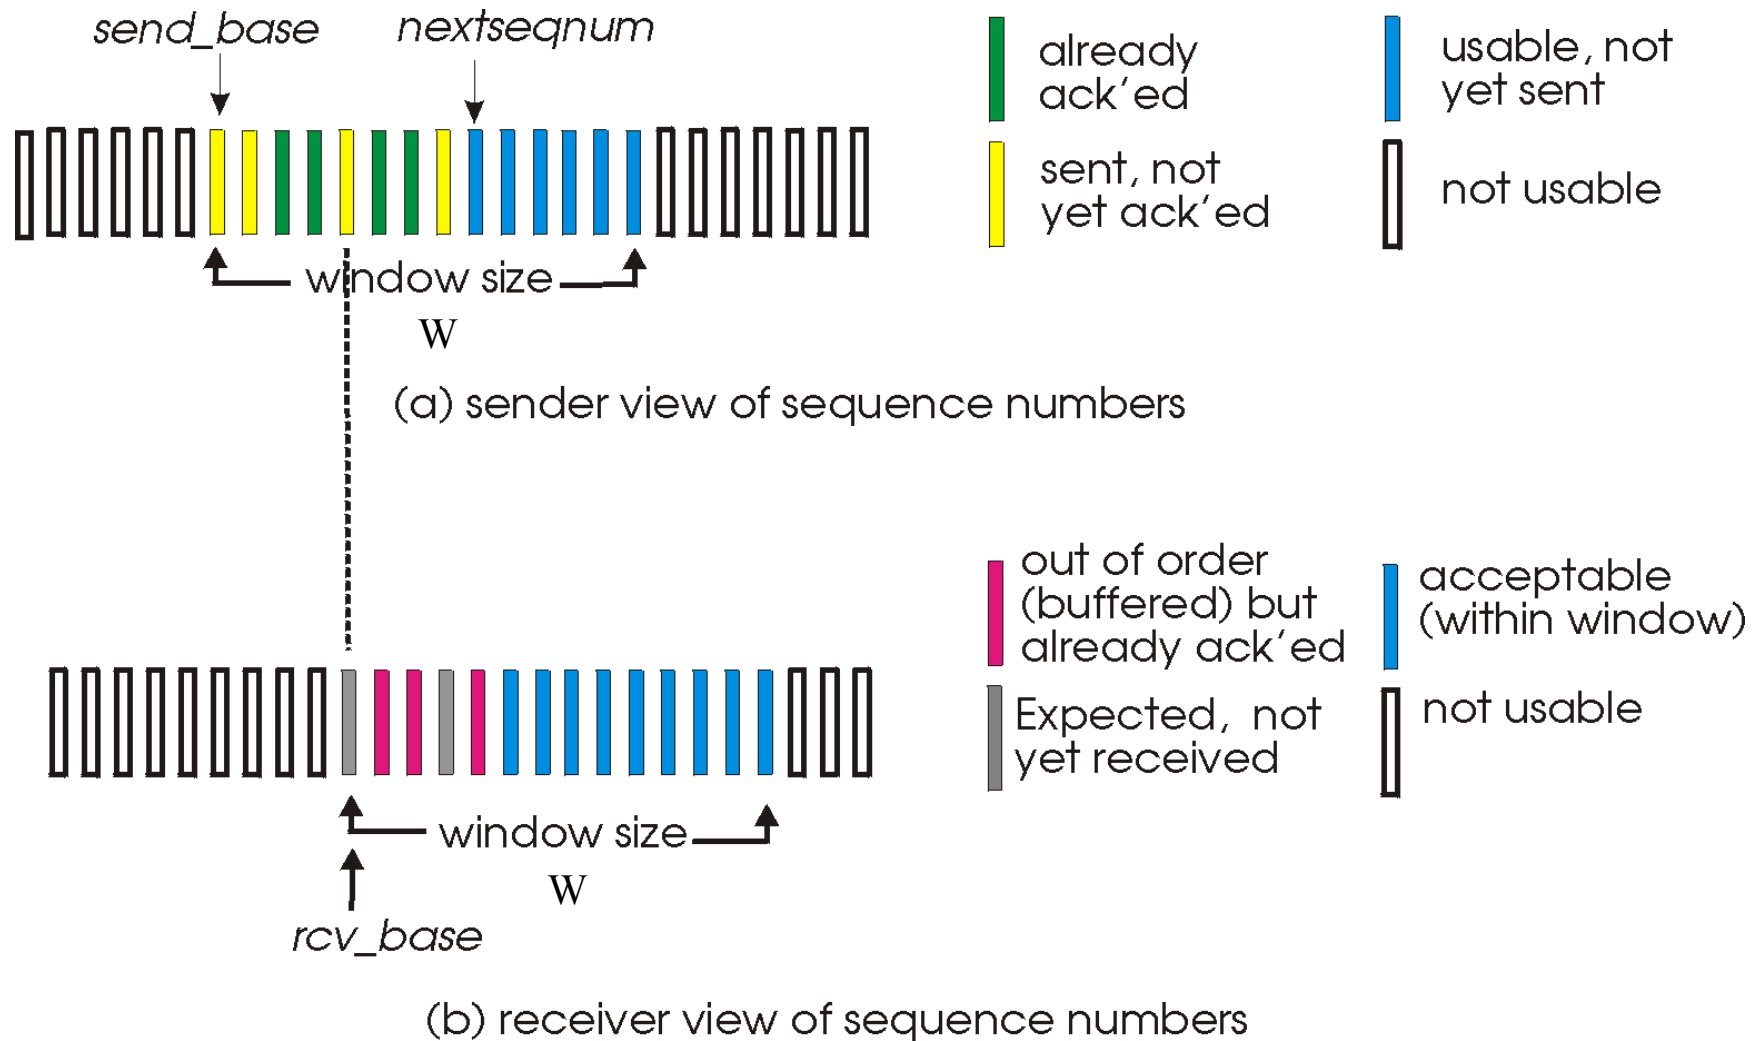 send_base
nextseqnum
already
ack'ed
usable, not
yet sent
sent, not
yet ack'ed
not usable
window size
W
(a) sender view of sequence numbers
out of order
(buffered) but
already ack'ed
acceptable
(within window)
Expected, not
yet received
not usable
window size
W
rcv_base
(b) receiver view of sequence numbers